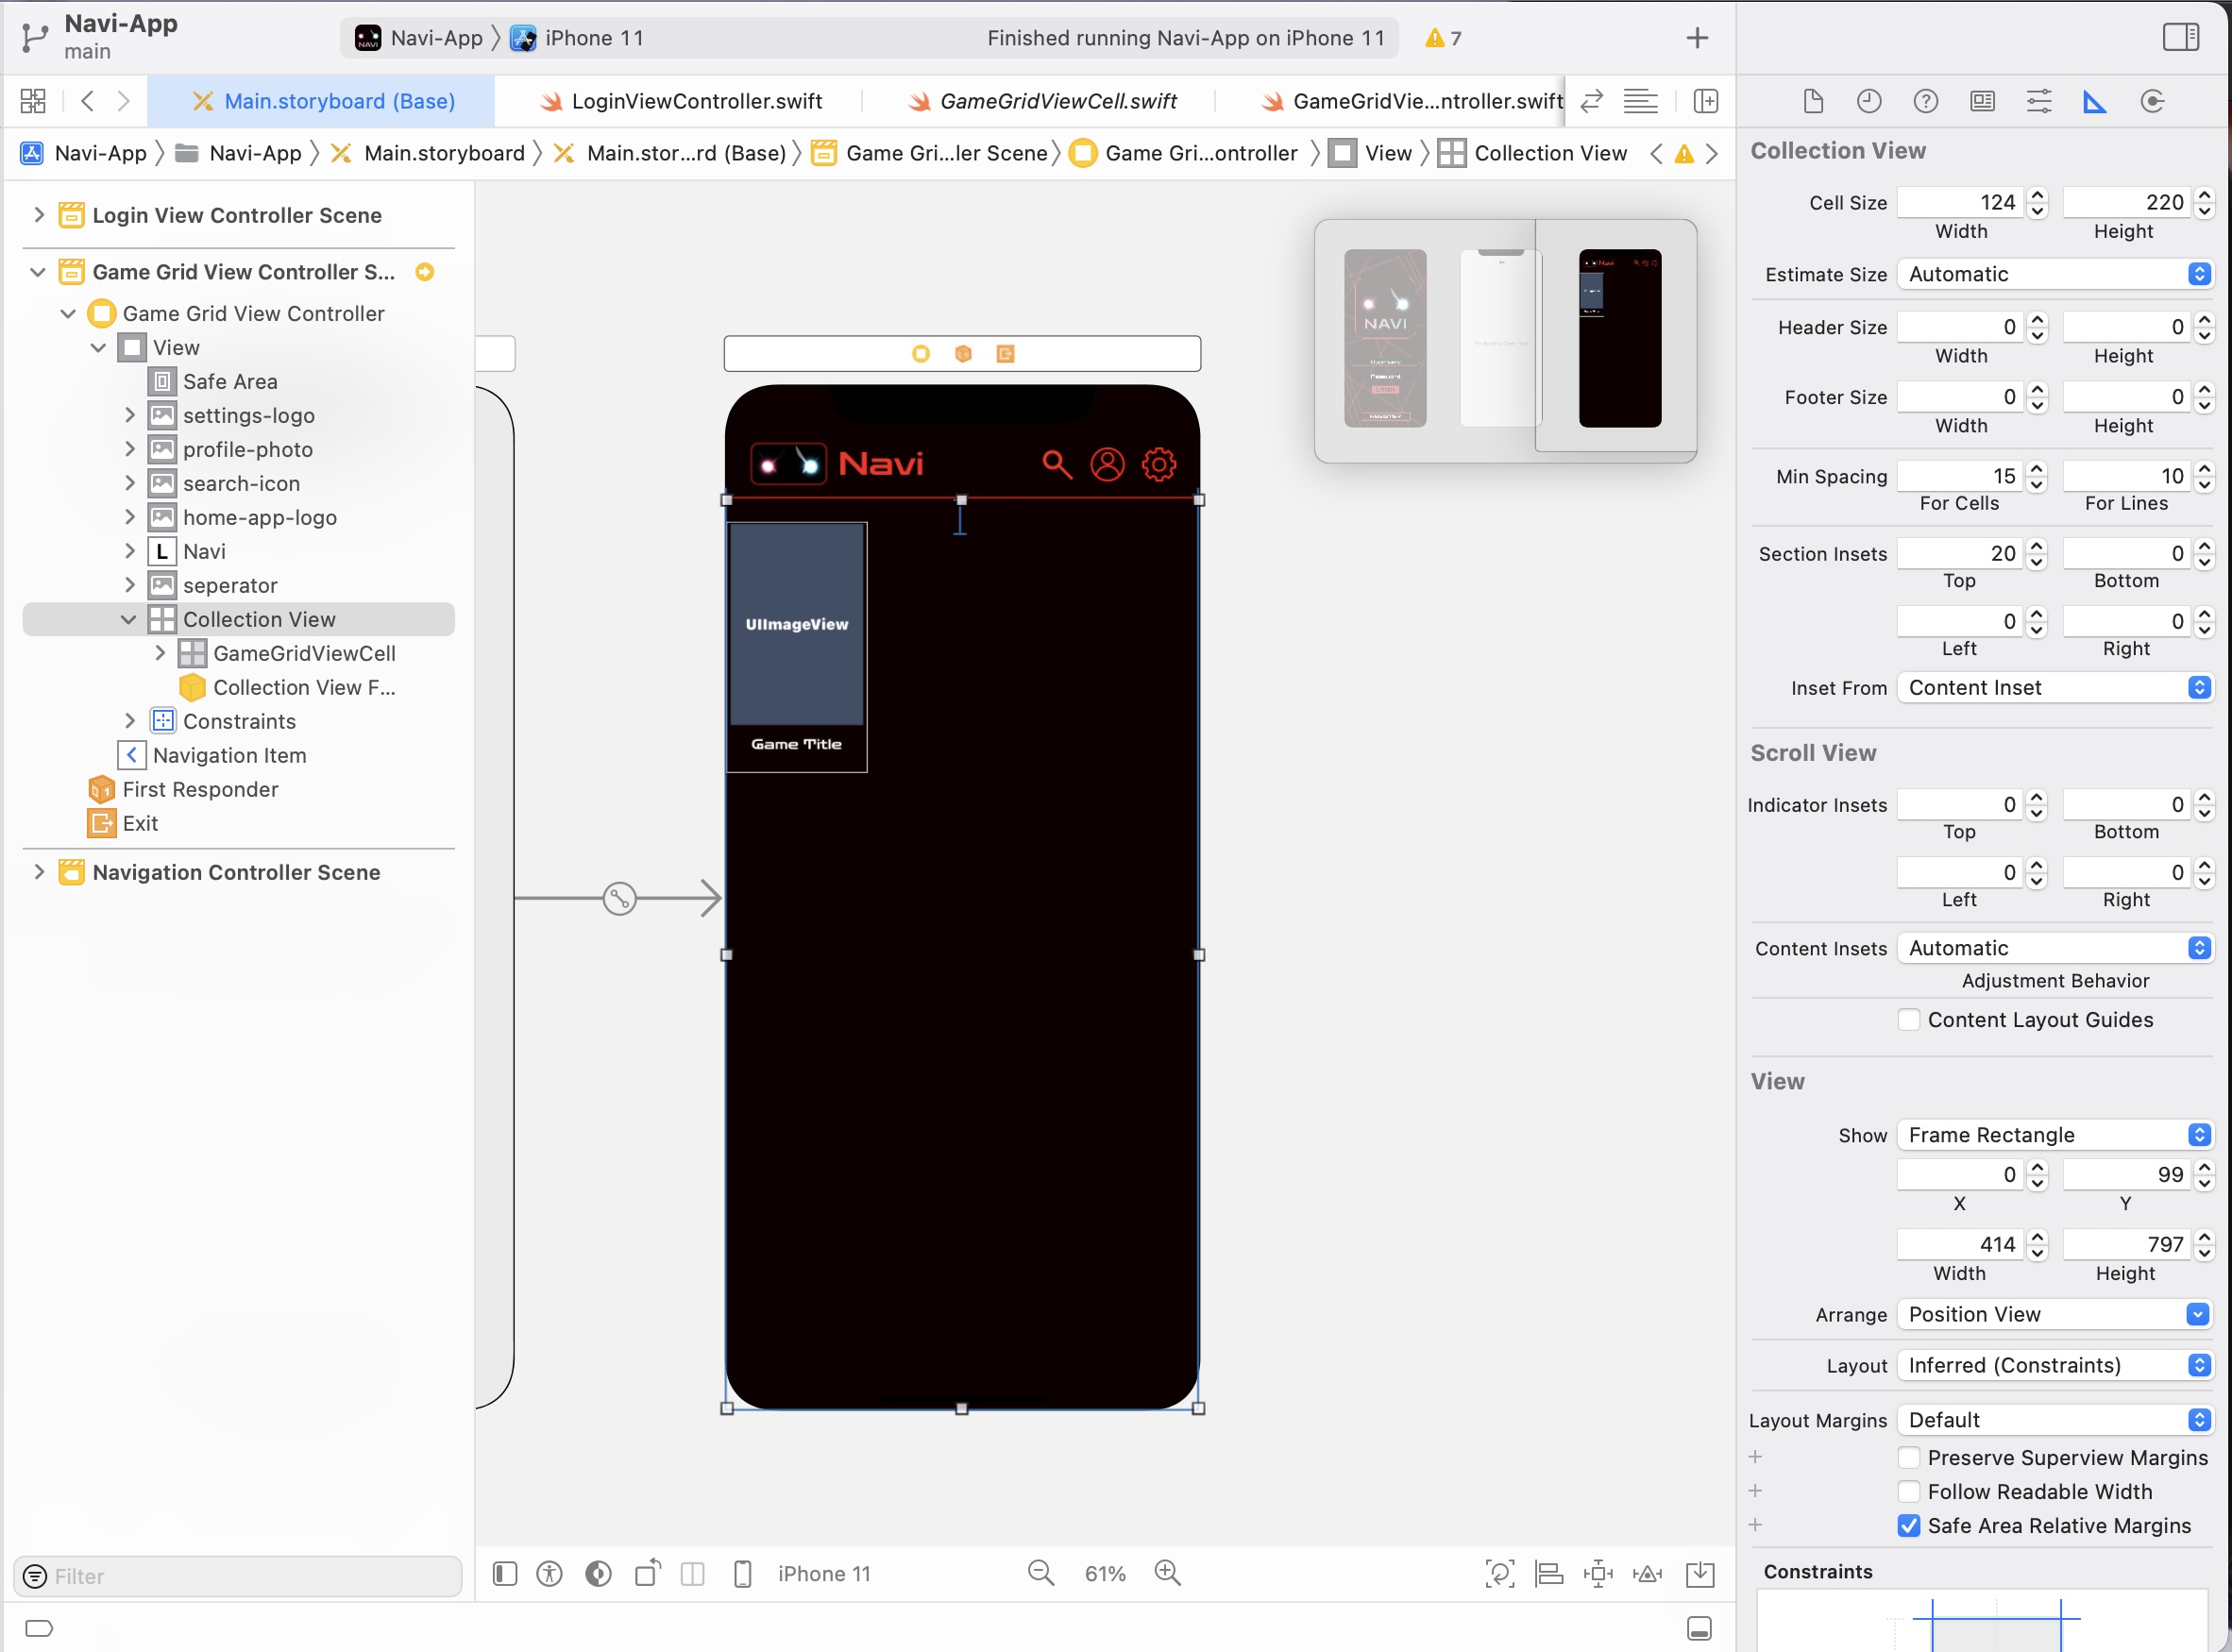 Navi-App
main
NAVI
Navi-App
iPhone 11
Finished running Navi-App on iPhone 11
7
Main.storyboard (Base)
LoginViewController.swift
GameGridViewCell.swift
GameGridVie...ntroller.swift
Navi-App
Navi-App
Main.storyboard
Main.stor...rd (Base)
Game Gri...ler Scene
Game Gri...ontroller
View
Collection View
Login View Controller Scene
Game Grid View Controller S...
Game Grid View Controller
View
Safe Area
settings-logo
profile-photo
search-icon
home-app-logo
L Navi
seperator
Collection View
GameGridViewCell
Collection View F...
Constraints
Navigation Item
First Responder
Exit
Navigation Controller Scene
Filter
Navi
UIImageView
Game Title
NAVI
Username
Password
Navi
iPhone 11
61%
Collection View
Cell Size 124 220
Width Height
Estimate Size Automatic
Header Size 0 0
Width Height
Footer Size 0 0
Width Height
Min Spacing 15 10
For Cells For Lines
Section Insets 20 0
Top Bottom
0 0
Left Right
Inset From Content Inset
Scroll View
Indicator Insets 0 0
Top Bottom
0 0
Left Right
Content Insets Automatic
Adjustment Behavior
Content Layout Guides
View
Show Frame Rectangle
0 99
X Y
414 797
Width Height
Arrange Position View
Layout Inferred (Constraints)
Layout Margins Default
Preserve Superview Margins
Follow Readable Width
Safe Area Relative Margins
Constraints